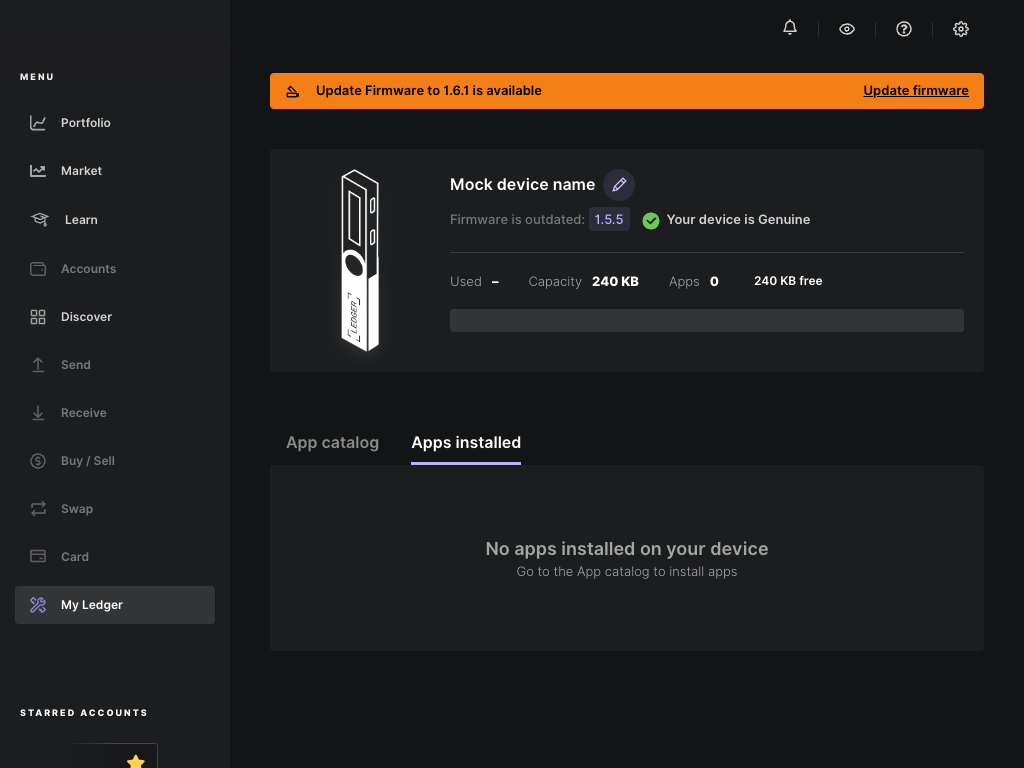 MENU
Portfolio
Market
Learn
Accounts
Discover
Send
Receive
Buy / Sell
Swap
Card
My Ledger
STARRED ACCOUNTS
Update Firmware to 1.6.1 is available
Update firmware
LEDGER
Mock device name
Firmware is outdated: 1.5.5 Your device is Genuine
Used – Capacity 240 KB Apps 0 240 KB free
App catalog Apps installed
No apps installed on your device
Go to the App catalog to install apps